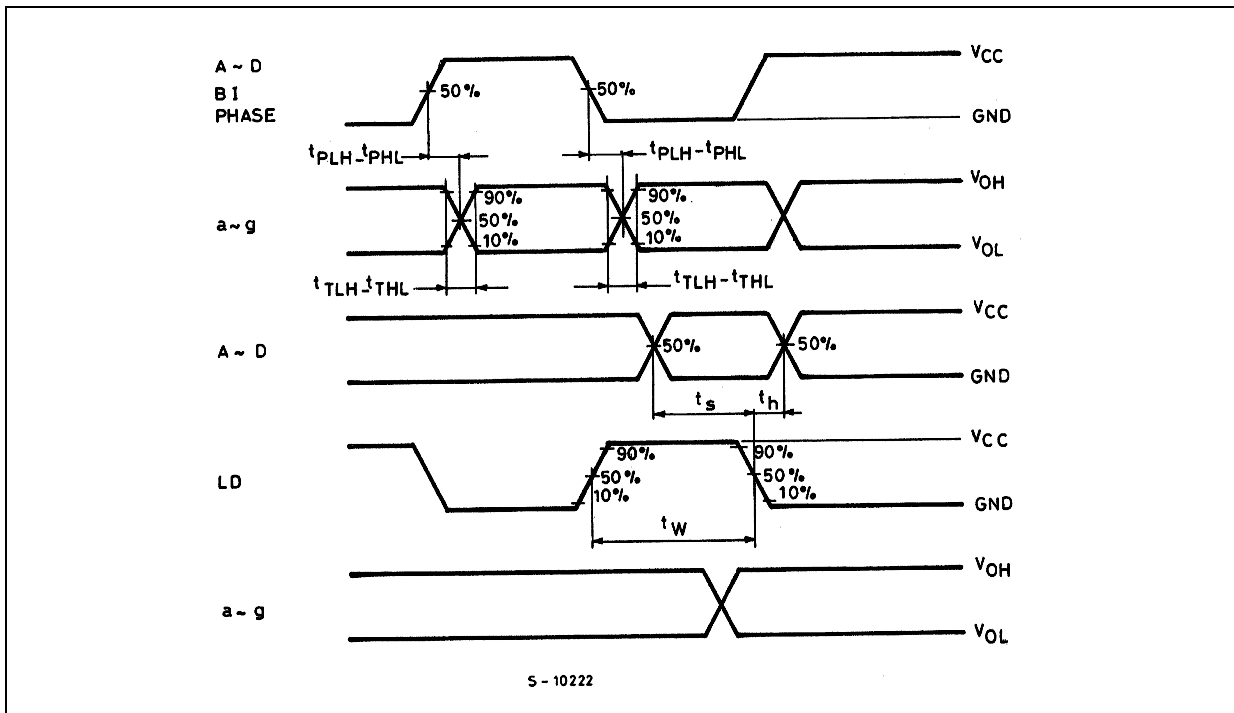 A ~ D
BI
PHASE
50%
50%
VCC
GND
tPLH-tPHL
tPLH-tPHL
a~g
90%
50%
10%
90%
50%
10%
VOH
VOL
tTLH-tTHL
tTLH-tTHL
A ~ D
50%
50%
VCC
GND
ts
th
LD
90%
50%
10%
90%
50%
10%
VCC
GND
tW
a~g
VOH
VOL
S-10222